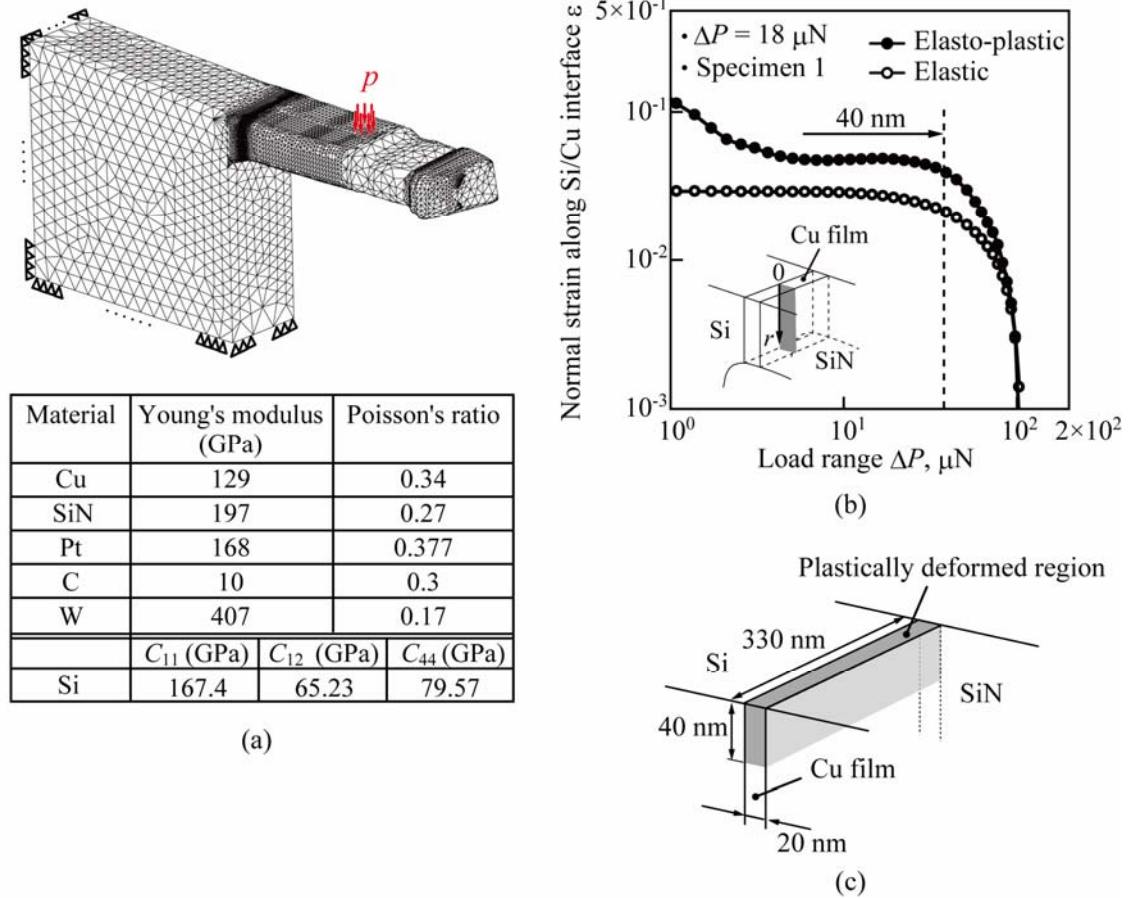 p
Material Young's modulus (GPa) Poisson's ratio
Cu 129 0.34
SiN 197 0.27
Pt 168 0.377
C 10 0.3
W 407 0.17
C₁₁ (GPa) C₁₂ (GPa) C₄₄ (GPa)
Si 167.4 65.23 79.57
(a)
Normal strain along Si/Cu interface ε
5×10⁻¹
10⁻¹
10⁻²
10⁻³
• ΔP = 18 μN
• Specimen 1
Elasto-plastic
Elastic
40 nm
Cu film
0
Si
r
SiN
10⁰ 10¹ 10² 2×10²
Load range ΔP, μN
(b)
Plastically deformed region
330 nm
Si
SiN
40 nm
Cu film
20 nm
(c)